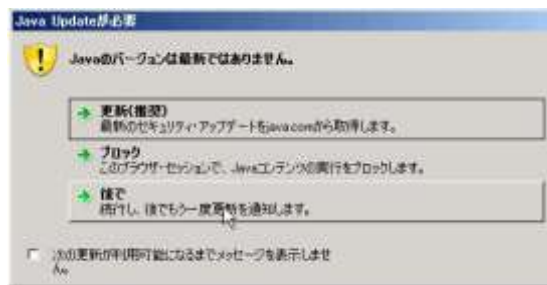 Java Updateが必要
Javaのバージョンは最新ではありません。
更新(推奨)
最新のセキュリティ・アップデートをjava.comから取得します。
ブロック
このブラウザ・セッションで、Javaコンテンツの実行をブロックします。
後で
続行し、後でもう一度更新を通知します。
次の更新が利用可能になるまでメッセージを表示しませ
ん。